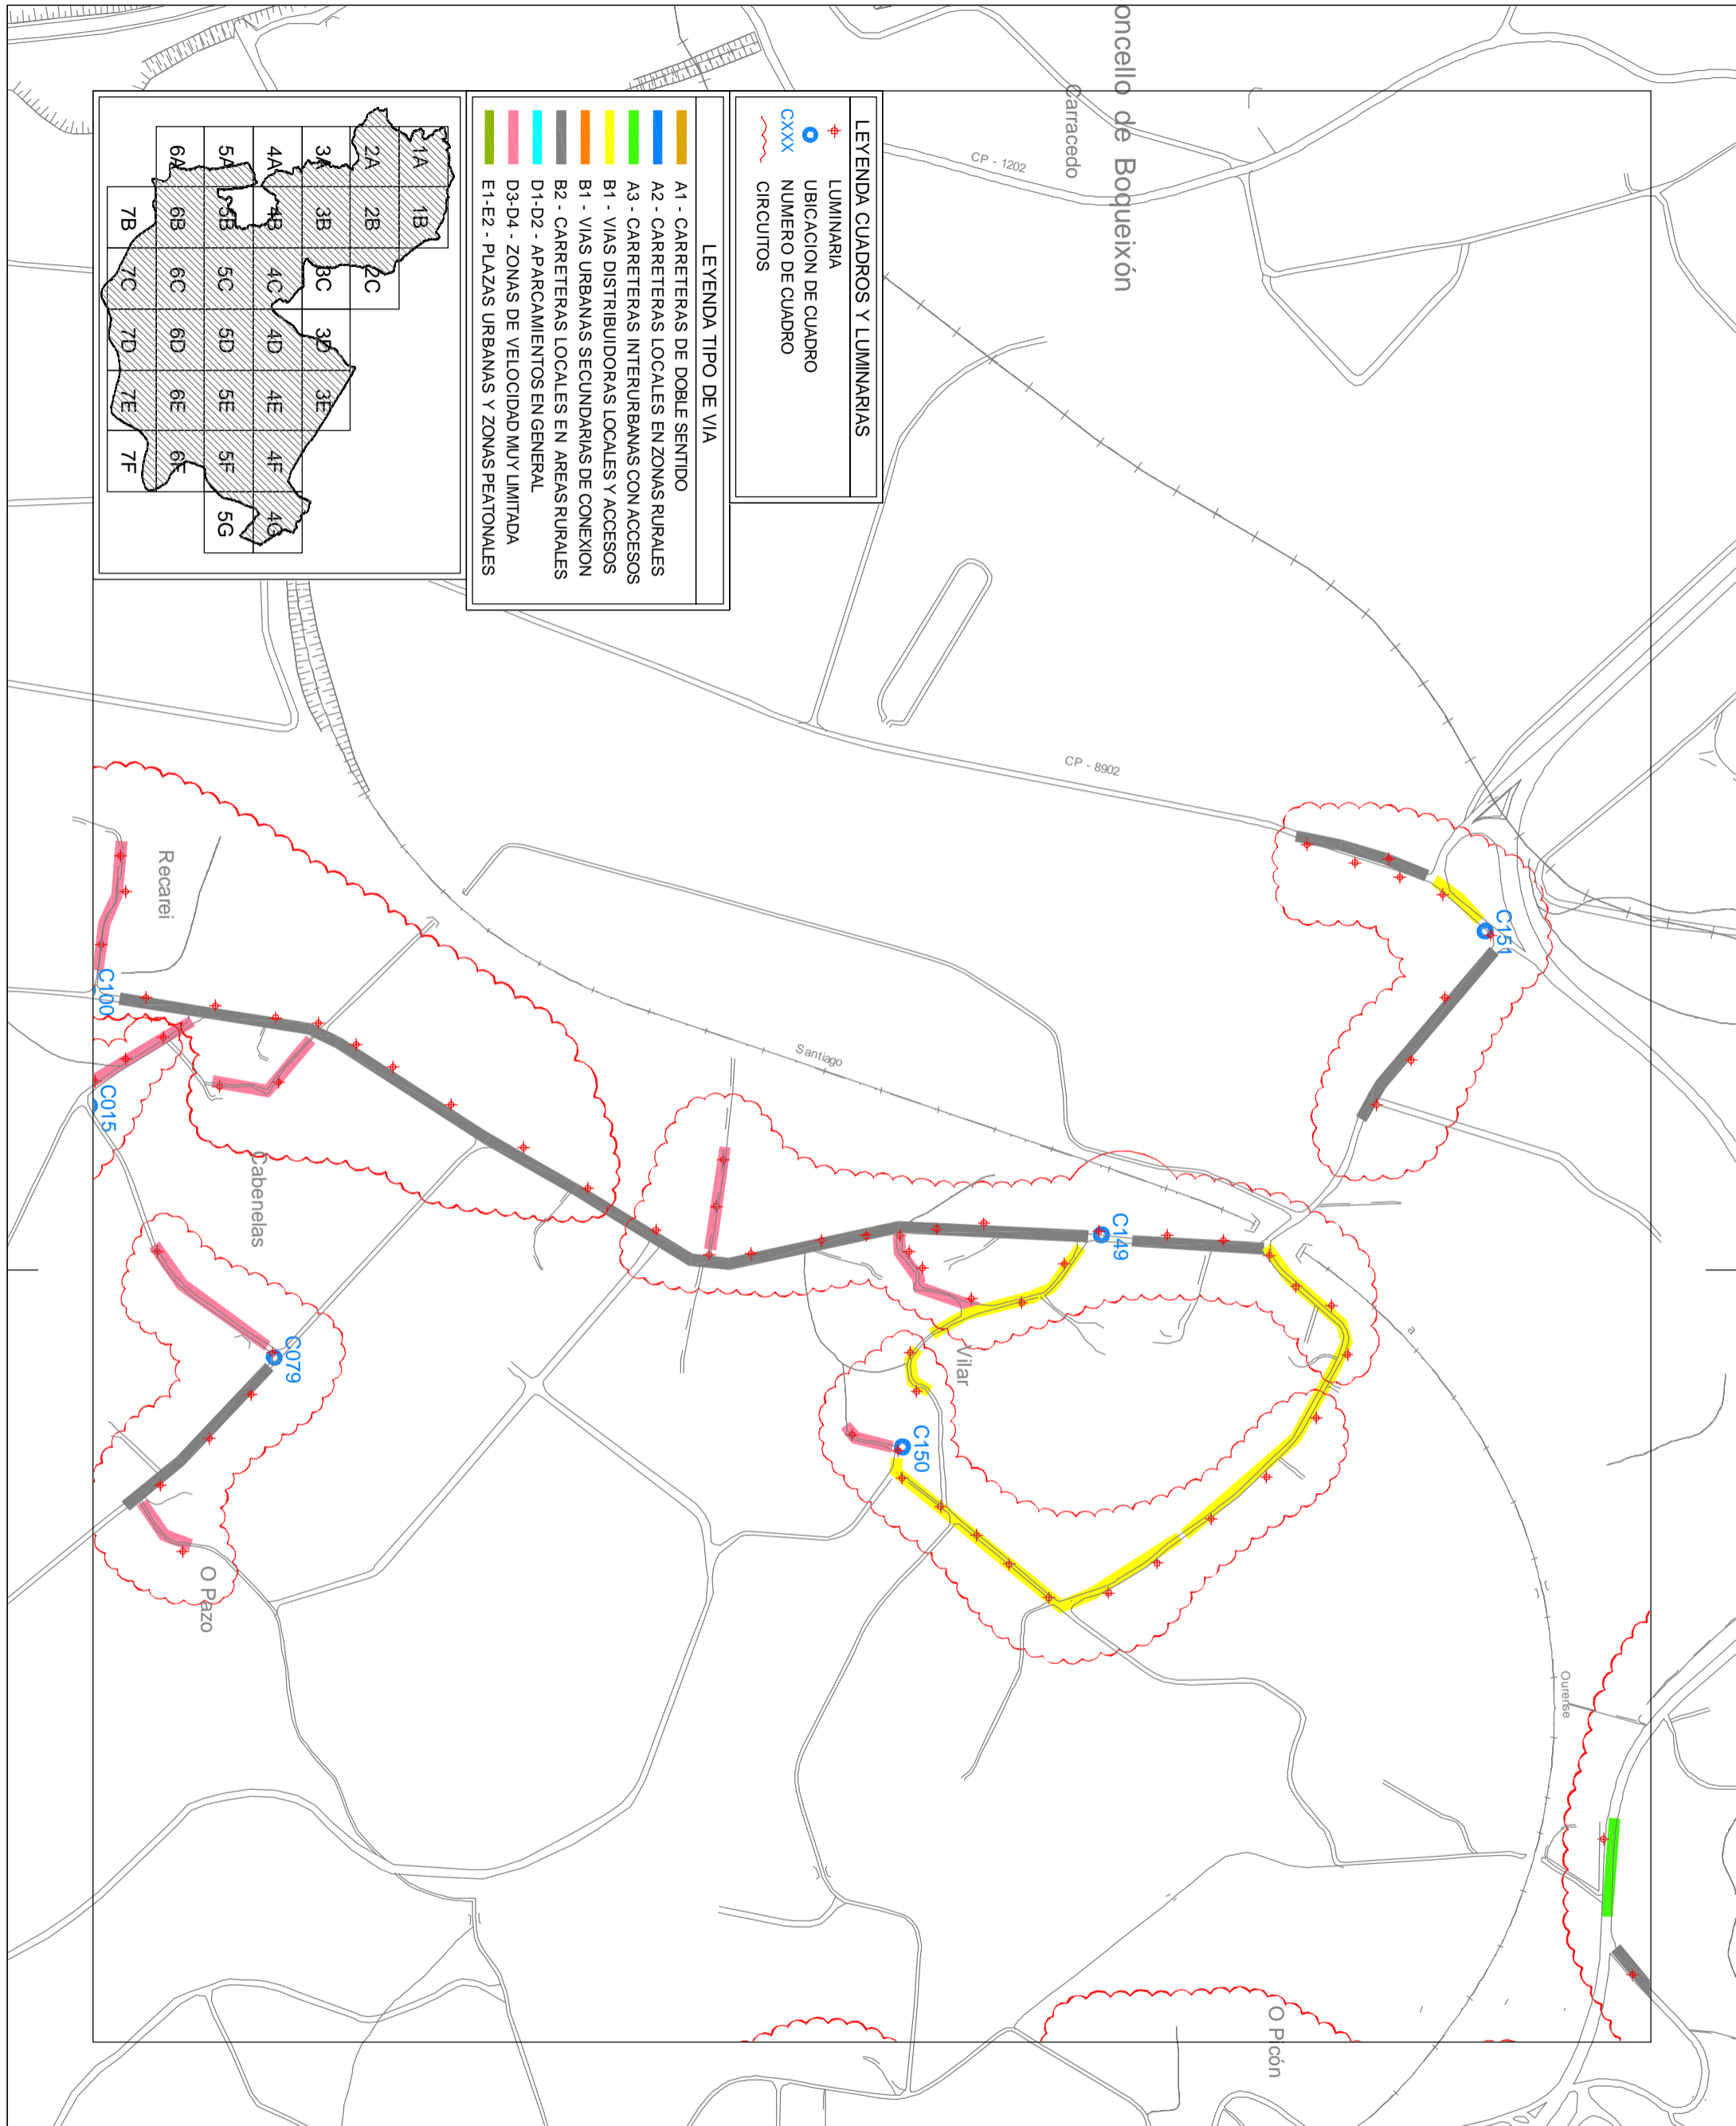 oncello de Boqueixón
Carracedo
CP - 1202
LEYENDA CUADROS Y LUMINARIAS
LUMINARIA
UBICACION DE CUADRO
CXXX NUMERO DE CUADRO
CIRCUITOS
LEYENDA TIPO DE VIA
A1 - CARRETERAS DE DOBLE SENTIDO
A2 - CARRETERAS LOCALES EN ZONAS RURALES
A3 - CARRETERAS INTERURBANAS CON ACCESOS
B1 - VIAS DISTRIBUIDORAS LOCALES Y ACCESOS
B1 - VIAS URBANAS SECUNDARIAS DE CONEXION
B2 - CARRETERAS LOCALES EN AREAS RURALES
D1-D2 - APARCAMIENTOS EN GENERAL
D3-D4 - ZONAS DE VELOCIDAD MUY LIMITADA
E1-E2 - PLAZAS URBANAS Y ZONAS PEATONALES
1A 1B
2A 2B 2C
3A 3B 3C 3D 3E
4A 4B 4C 4D 4E 4F 4G
5A 5B 5C 5D 5E 5F 5G
6A 6B 6C 6D 6E 6F
7B 7C 7D 7E 7F
CP - 8902
C151
Recarei
C100
Santiago
C015
Cabenelas
C149
C079
Vilar
a
C150
O Pazo
Ourense
O Picón